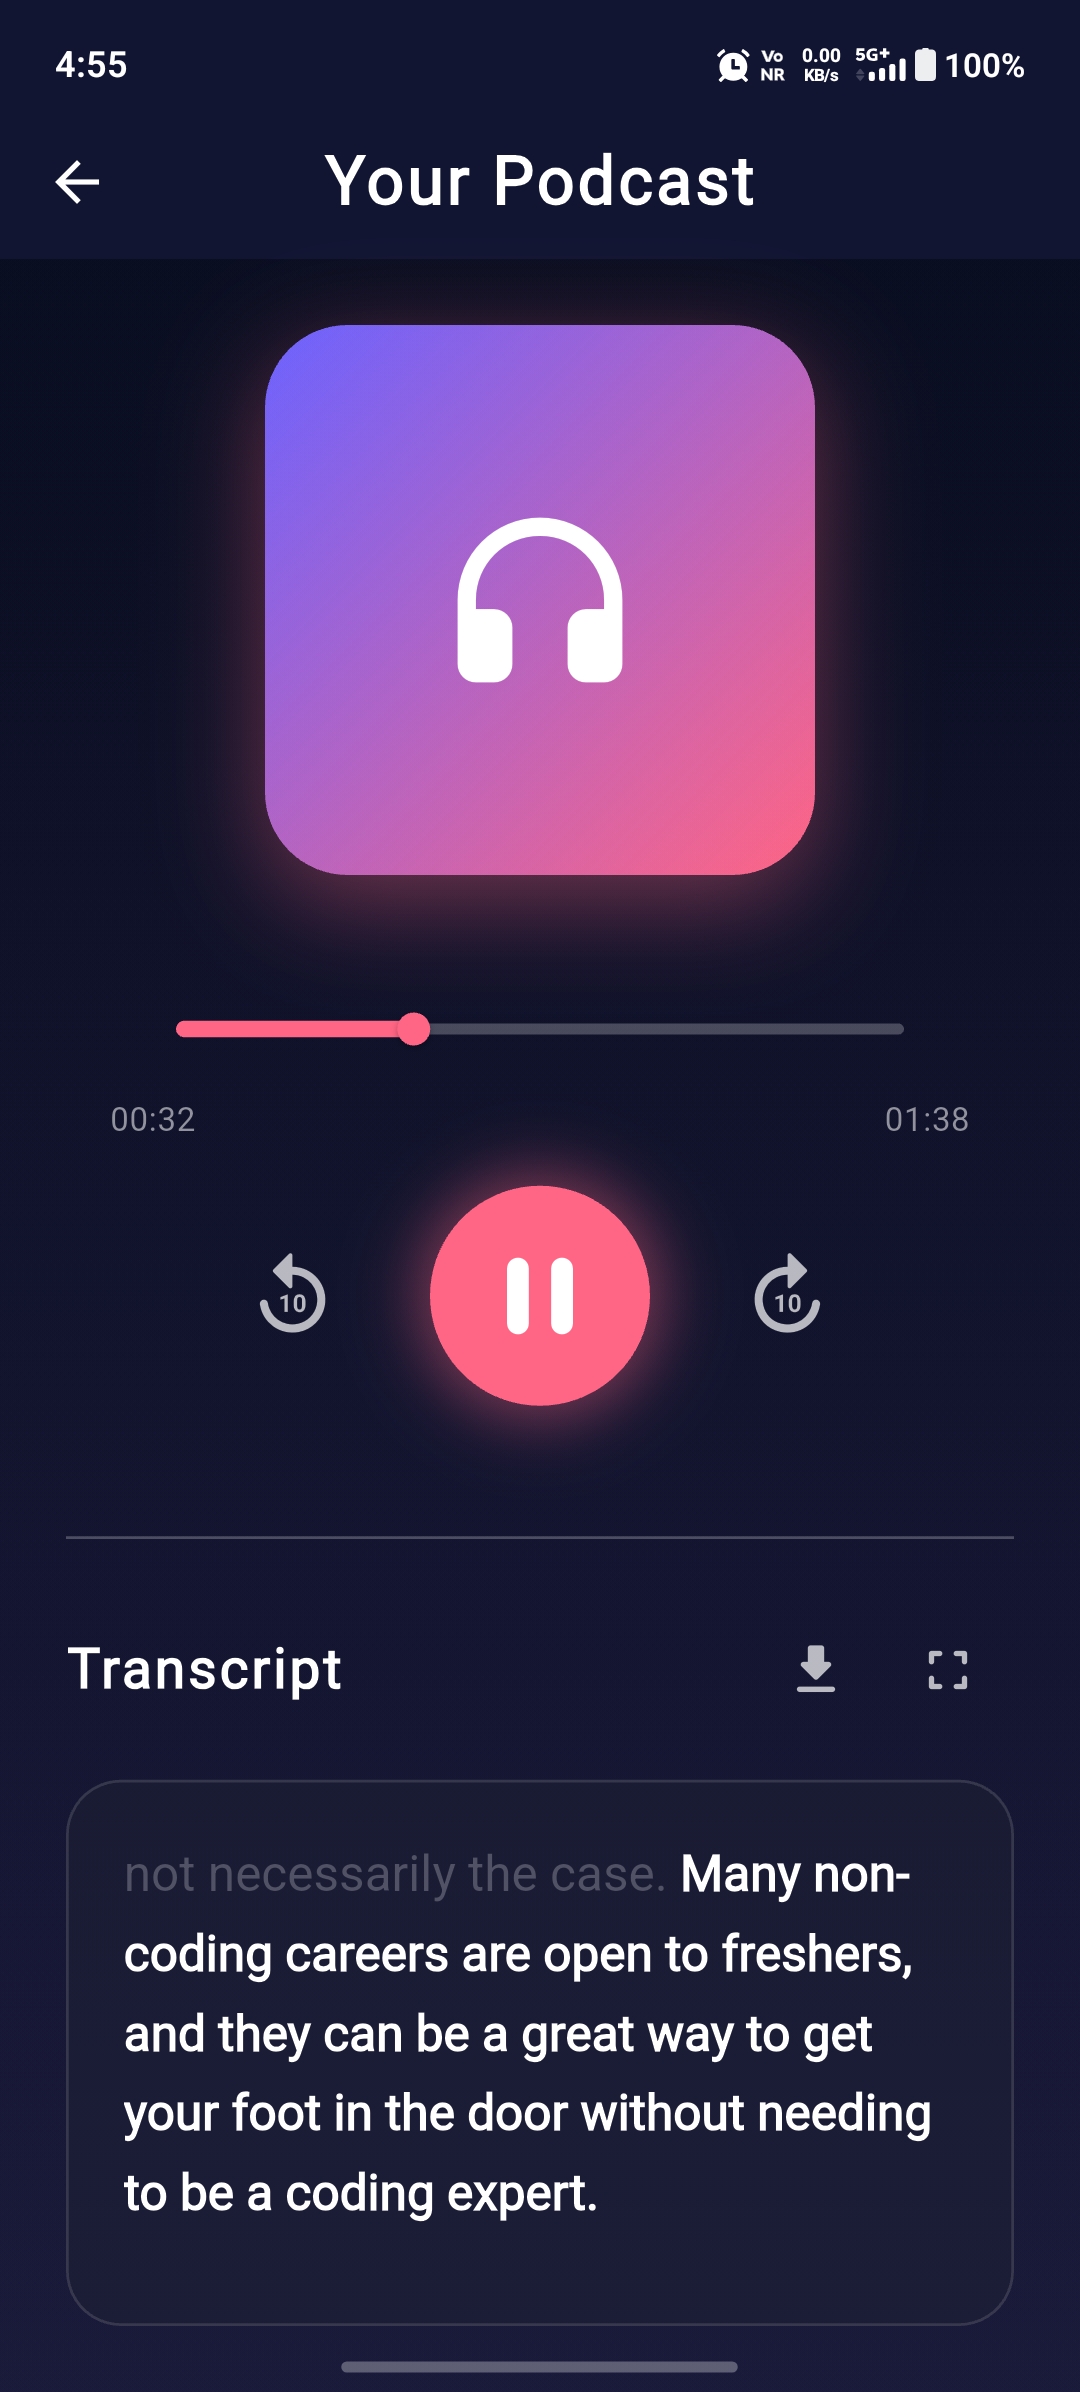 4:55
Vo NR 0.00 KB/s 5G+ 100%
Your Podcast
00:32 01:38
10 10
Transcript
not necessarily the case. Many non-
coding careers are open to freshers,
and they can be a great way to get
your foot in the door without needing
to be a coding expert.